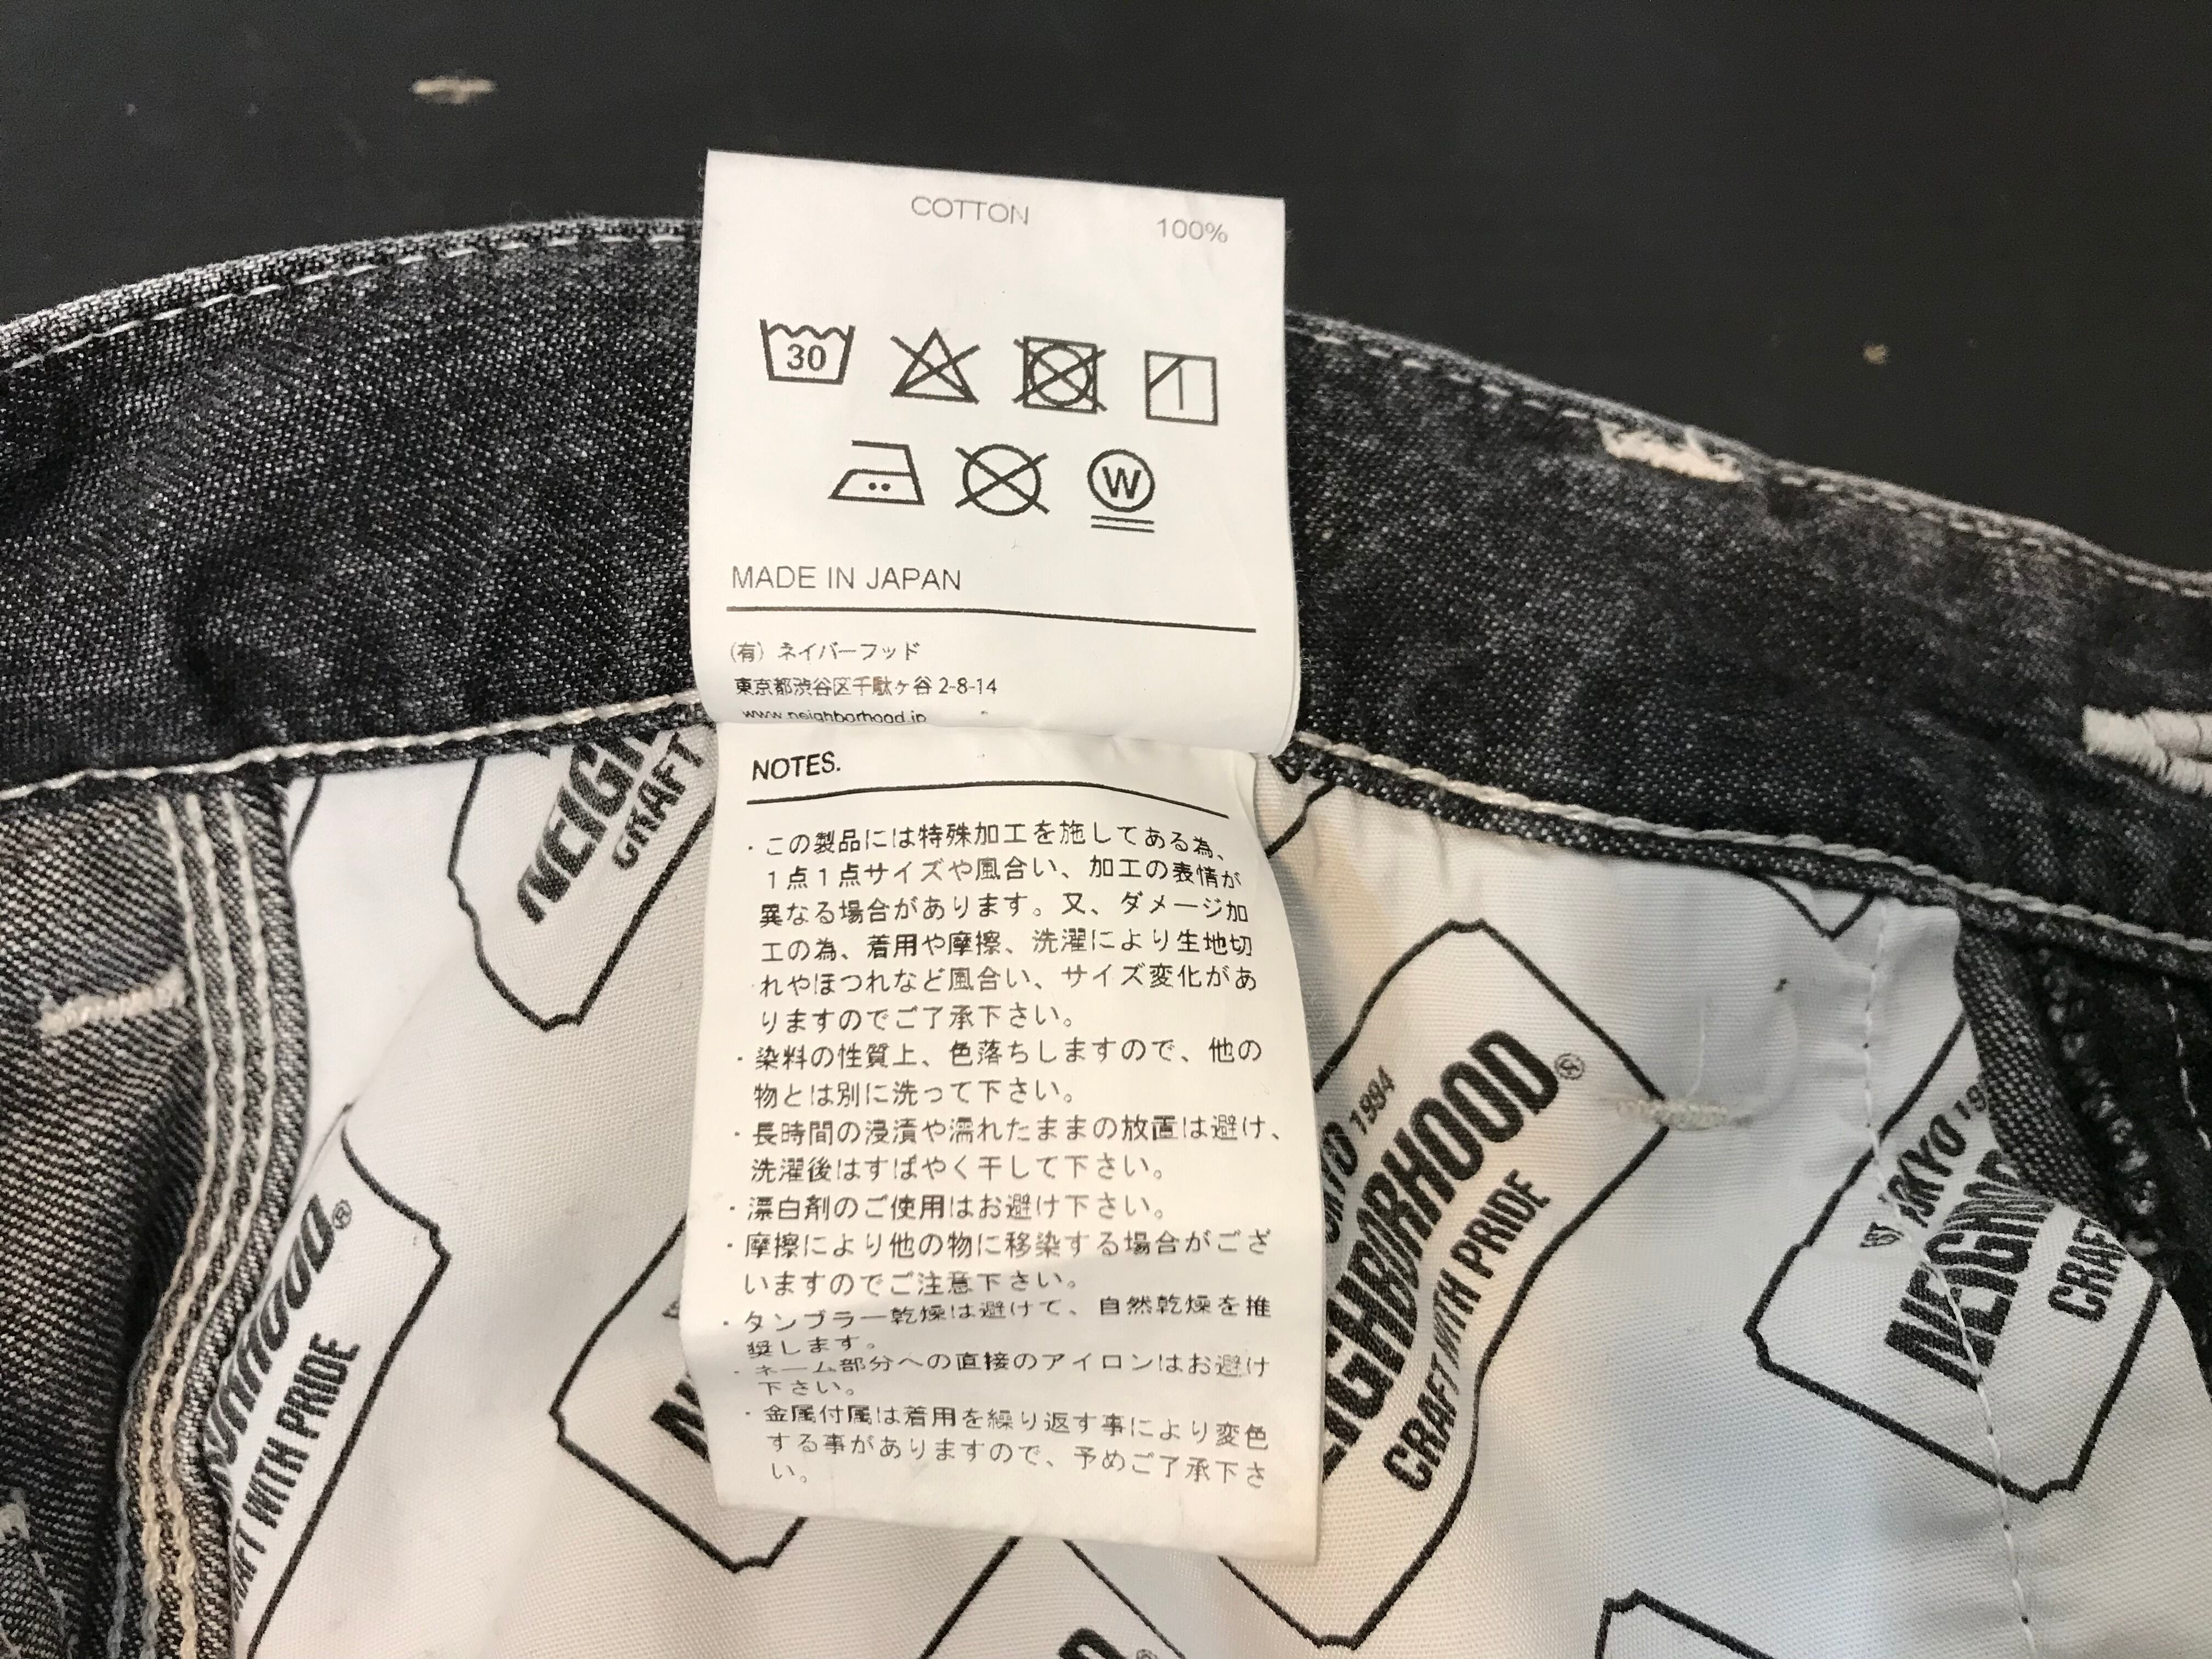 COTTON 100%
30
W
MADE IN JAPAN
(有) ネイバーフッド
東京都渋谷区千駄ヶ谷 2-8-14
www.neighborhood.jp
NOTES.
・この製品には特殊加工を施してある為、
1点1点サイズや風合い、加工の表情が
異なる場合があります。又、ダメージ加
工の為、着用や摩擦、洗濯により生地切
れやほつれなど風合い、サイズ変化があ
りますのでご了承下さい。
・染料の性質上、色落ちしますので、他の
物とは別に洗って下さい。
・長時間の浸漬や濡れたままの放置は避け、
洗濯後はすばやく干して下さい。
・漂白剤のご使用はお避け下さい。
・摩擦により他の物に移染する場合がござ
いますのでご注意下さい。
・タンブラー乾燥は避けて、自然乾燥を推
奨します。
・ネーム部分への直接のアイロンはお避け
下さい。
・金属付属は着用を繰り返す事により変色
する事がありますので、予めご了承下さ
い。
CRAFT
1994
NEIGHBORHOOD®
CRAFT WITH PRIDE
WITH PRIDE